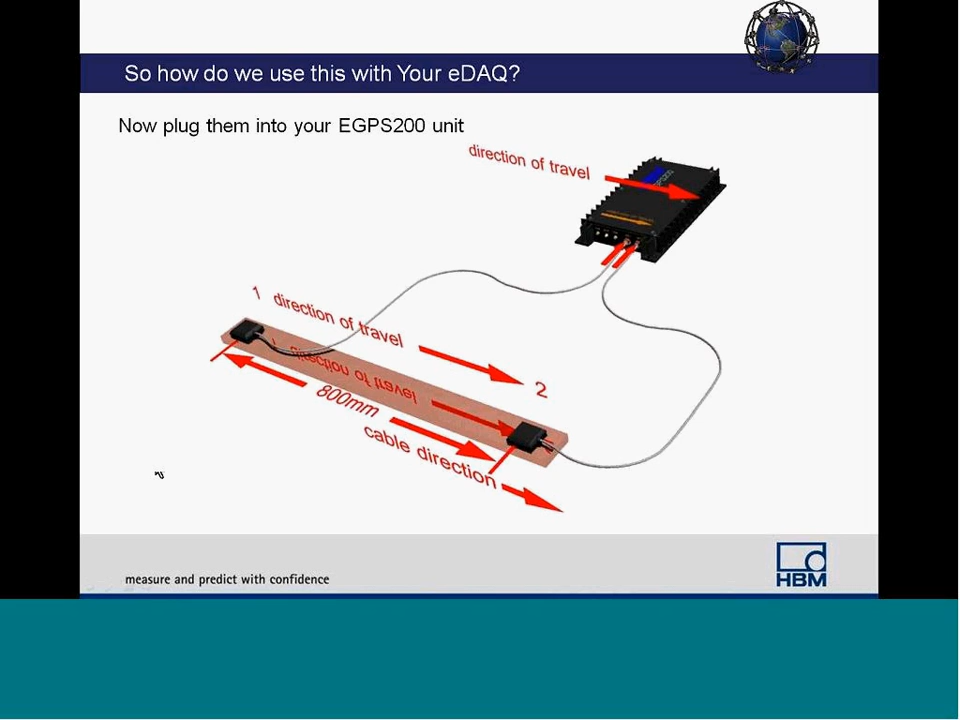 So how do we use this with Your eDAQ?
Now plug them into your EGPS200 unit
direction of travel
1 direction of travel
direction of travel
2
800mm
cable direction
measure and predict with confidence
HBM